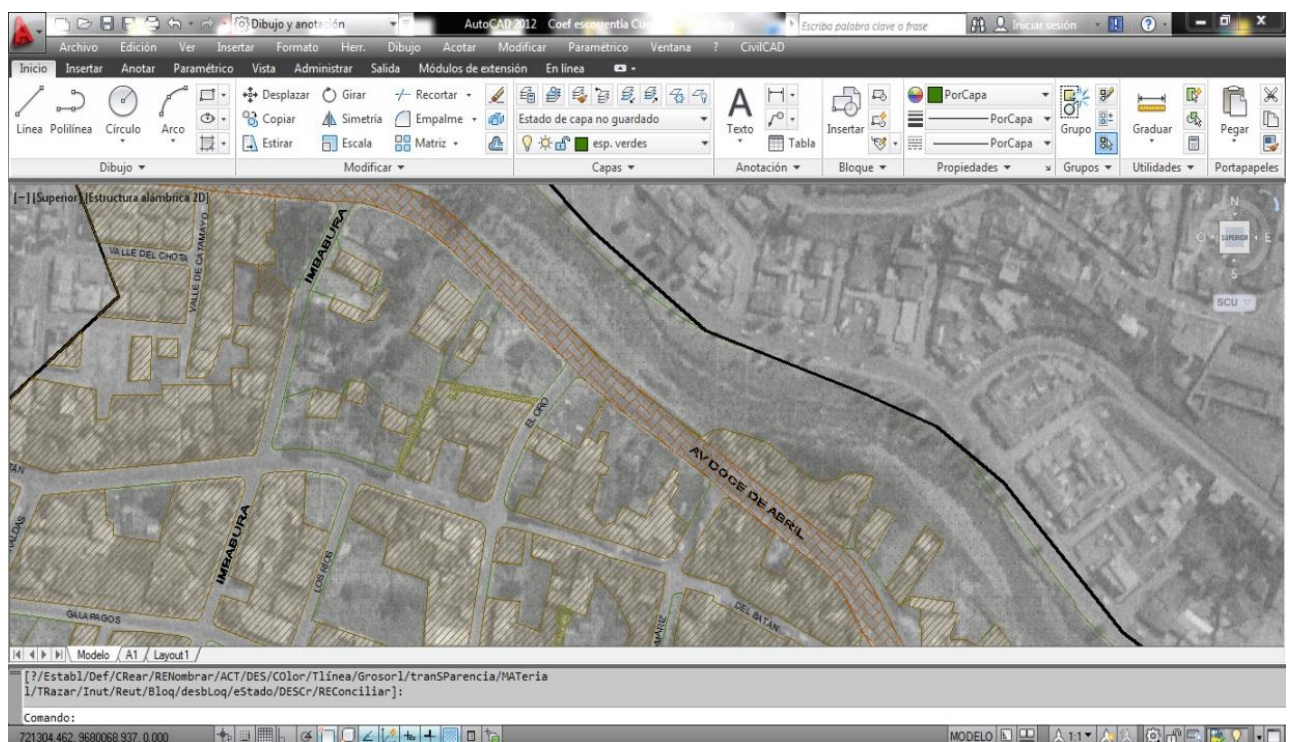 Dibujo y anotación
AutoCAD 2012 Coef escorrentía
Escriba palabra clave o frase
Iniciar sesión
Archivo Edición Ver Insertar Formato Herr. Dibujo Acotar Modificar Paramétrico Ventana ? CivilCAD
Inicio Insertar Anotar Paramétrico Vista Administrar Salida Módulos de extensión En línea
Desplazar Girar Recortar PorCapa
Copiar Simetría Empalme Estado de capa no guardado PorCapa
Línea Polilínea Círculo Arco Texto Insertar Grupo Graduar Pegar
Estirar Escala Matriz esp. verdes Tabla PorCapa
Dibujo Modificar Capas Anotación Bloque Propiedades Grupos Utilidades Portapapeles
[−][Superior][Estructura alámbrica 2D]
N
O SUPERIOR E
S
SCU
VALLE DEL CHOTA
VALLE DE CATAMAYO
IMBABURA
EL ORO
AV DOCE DE ABRIL
IMBABURA
LOS RIOS
GALAPAGOS
DEL BATAN
Modelo A1 Layout1
[?/Establ/Def/CRear/RENombrar/ACT/DES/COlor/Tlínea/Grosorl/tranSParencia/MATeria
l/TRazar/Inut/Reut/Bloq/desbLoq/eStado/DESCr/REConciliar]:
Comando:
721304.462, 9680068.937, 0.000
MODELO
1:1